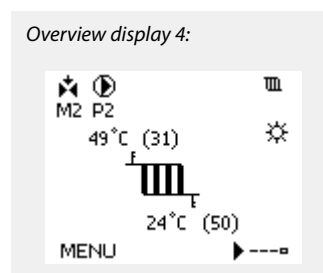 Overview display 4:
M2 P2
49°C (31)
24°C (50)
MENU